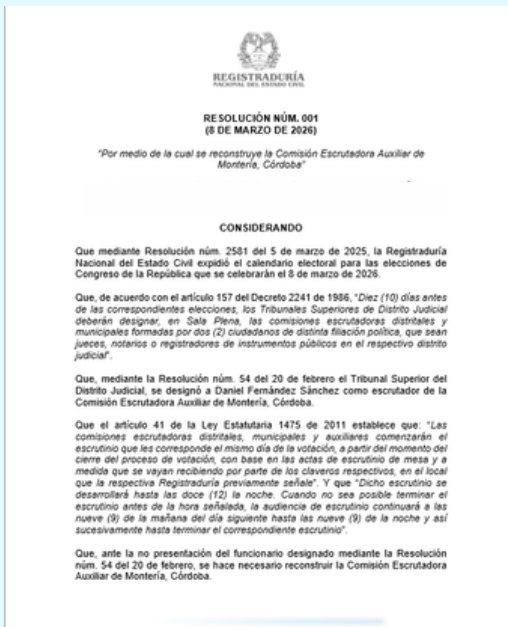 REGISTRADURÍA
NACIONAL DEL ESTADO CIVIL
RESOLUCIÓN NÚM. 001
(8 DE MARZO DE 2026)
"Por medio de la cual se reconstruye la Comisión Escrutadora Auxiliar de
Montería, Córdoba"
CONSIDERANDO
Que mediante Resolución núm. 2581 del 5 de marzo de 2025, la Registraduría
Nacional del Estado Civil expidió el calendario electoral para las elecciones de
Congreso de la República que se celebrarán el 8 de marzo de 2026.
Que, de acuerdo con el artículo 157 del Decreto 2241 de 1986, "Diez (10) días antes
de las correspondientes elecciones, los Tribunales Superiores de Distrito Judicial
deberán designar, en Sala Plena, las comisiones escrutadoras distritales y
municipales formadas por dos (2) ciudadanos de distinta filiación política, que sean
jueces, notarios o registradores de instrumentos públicos en el respectivo distrito
judicial".
Que, mediante la Resolución núm. 54 del 20 de febrero el Tribunal Superior del
Distrito Judicial, se designó a Daniel Fernández Sánchez como escrutador de la
Comisión Escrutadora Auxiliar de Montería, Córdoba.
Que el artículo 41 de la Ley Estatutaria 1475 de 2011 establece que: "Las
comisiones escrutadoras distritales, municipales y auxiliares comenzarán el
escrutinio que les corresponde el mismo día de la votación, a partir del momento del
cierre del proceso de votación, con base en las actas de escrutinio de mesa y a
medida que se vayan recibiendo por parte de los claveros respectivos, en el local
que la respectiva Registraduría previamente señale". Y que "Dicho escrutinio se
desarrollará hasta las doce (12) la noche. Cuando no sea posible terminar el
escrutinio antes de la hora señalada, la audiencia de escrutinio continuará a las
nueve (9) de la mañana del día siguiente hasta las nueve (9) de la noche y así
sucesivamente hasta terminar el correspondiente escrutinio".
Que, ante la no presentación del funcionario designado mediante la Resolución
núm. 54 del 20 de febrero, se hace necesario reconstruir la Comisión Escrutadora
Auxiliar de Montería, Córdoba.